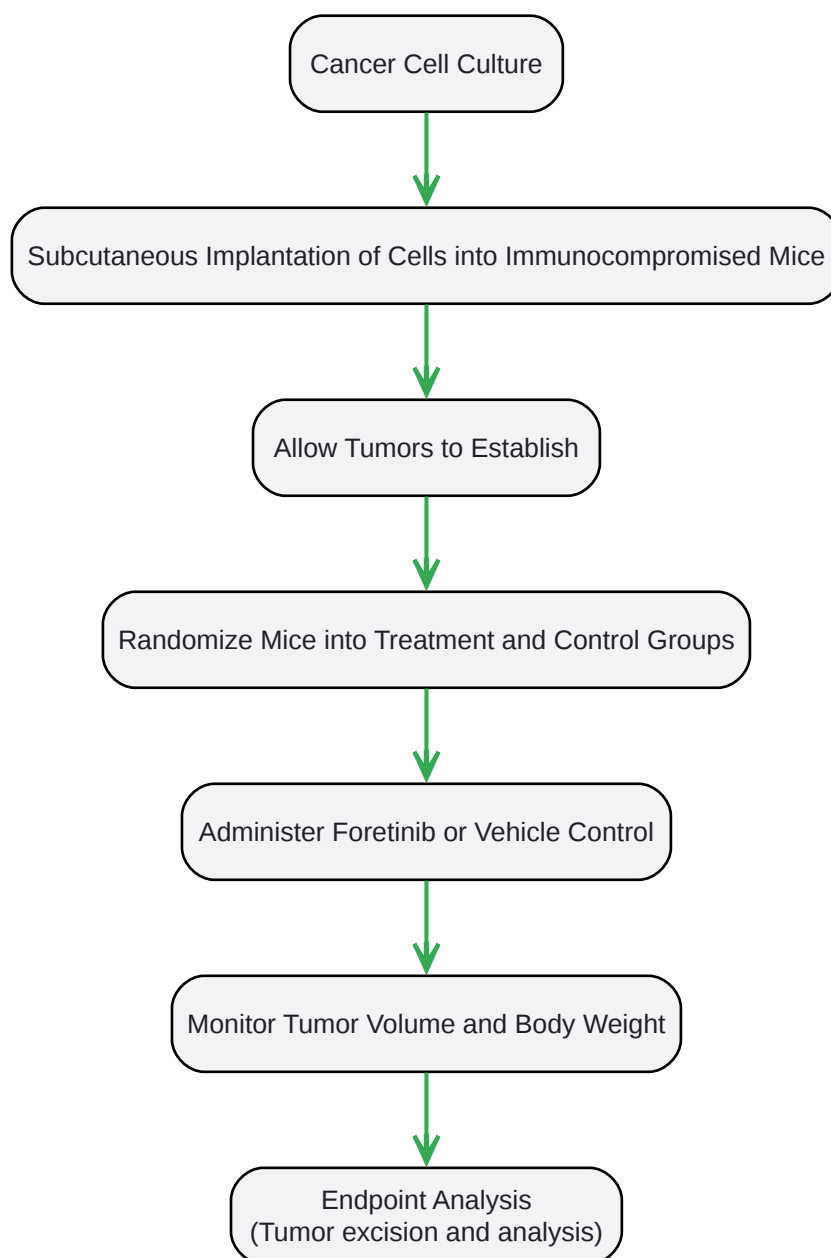 Cancer Cell Culture
Subcutaneous Implantation of Cells into Immunocompromised Mice
Allow Tumors to Establish
Randomize Mice into Treatment and Control Groups
Administer Foretinib or Vehicle Control
Monitor Tumor Volume and Body Weight
Endpoint Analysis
(Tumor excision and analysis)